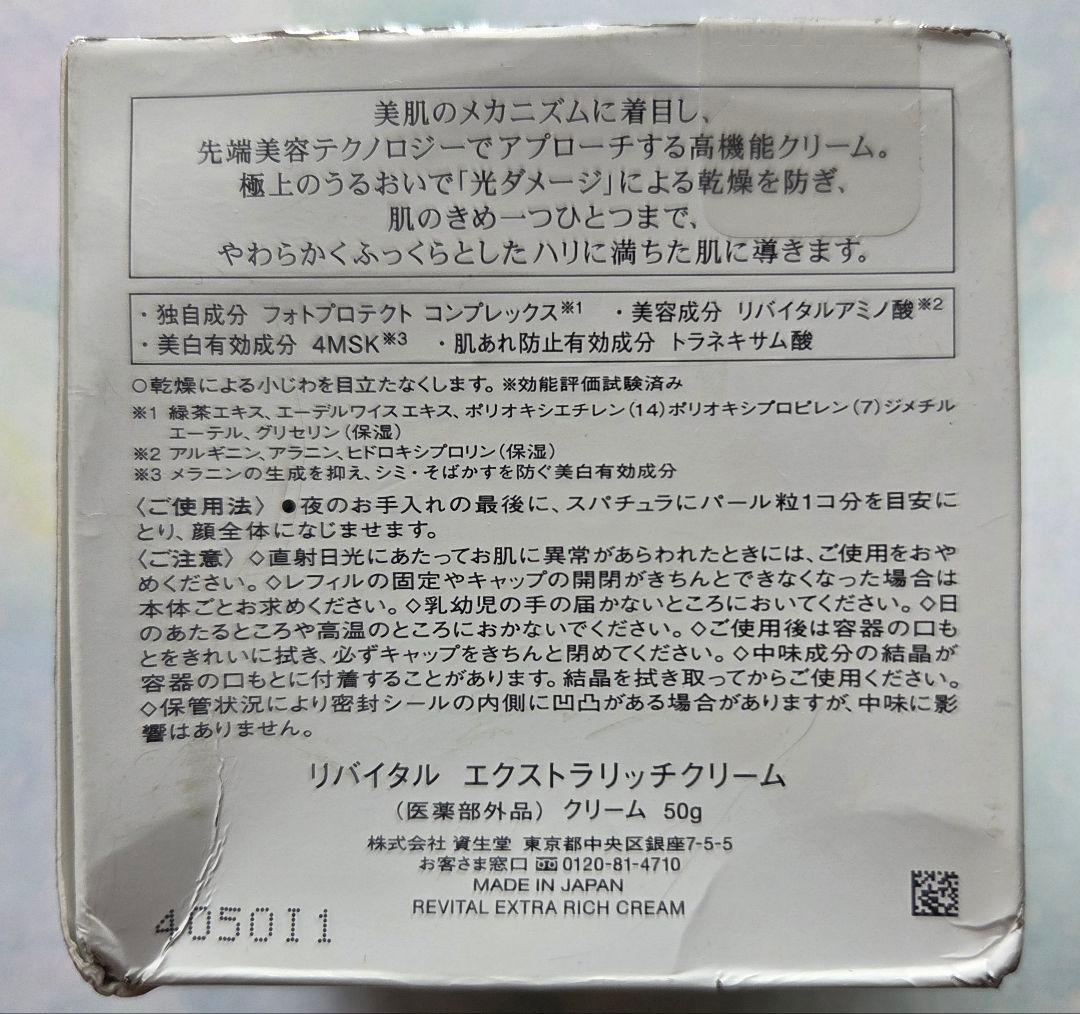 美肌のメカニズムに着目し、
先端美容テクノロジーでアプローチする高機能クリーム。
極上のうるおいで「光ダメージ」による乾燥を防ぎ、
肌のきめ一つひとつまで、
やわらかくふっくらとしたハリに満ちた肌に導きます。
・独自成分 フォトプロテクト コンプレックス※1 ・美容成分 リバイタルアミノ酸※2
・美白有効成分 4MSK※3 ・肌あれ防止有効成分 トラネキサム酸
○乾燥による小じわを目立たなくします。※効能評価試験済み
※1 緑茶エキス、エーデルワイスエキス、ポリオキシエチレン(14)ポリオキシプロピレン(7)ジメチル
エーテル、グリセリン(保湿)
※2 アルギニン、アラニン、ヒドロキシプロリン(保湿)
※3 メラニンの生成を抑え、シミ・そばかすを防ぐ美白有効成分
〈ご使用法〉●夜のお手入れの最後に、スパチュラにパール粒1コ分を目安に
とり、顔全体になじませます。
〈ご注意〉◇直射日光にあたってお肌に異常があらわれたときには、ご使用をおや
めください。◇レフィルの固定やキャップの開閉がきちんとできなくなった場合は
本体ごとお求めください。◇乳幼児の手の届かないところにおいてください。◇日
のあたるところや高温のところにおかないでください。◇ご使用後は容器の口も
とをきれいに拭き、必ずキャップをきちんと閉めてください。◇中味成分の結晶が
容器の口もとに付着することがあります。結晶を拭き取ってからご使用ください。
◇保管状況により密封シールの内側に凹凸がある場合がありますが、中味に影
響はありません。
リバイタル エクストラリッチクリーム
(医薬部外品) クリーム 50g
株式会社 資生堂 東京都中央区銀座7-5-5
お客さま窓口 0120-81-4710
MADE IN JAPAN
REVITAL EXTRA RICH CREAM
4050I1